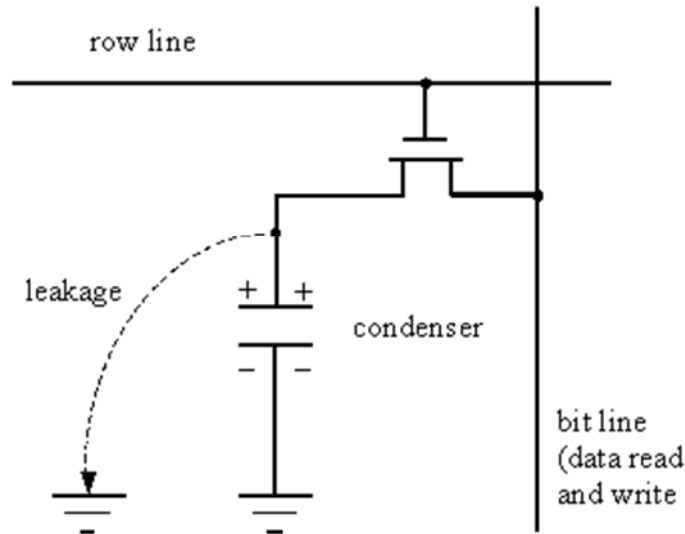 row line
leakage
+ +
condenser
– –
bit line
(data read
and write